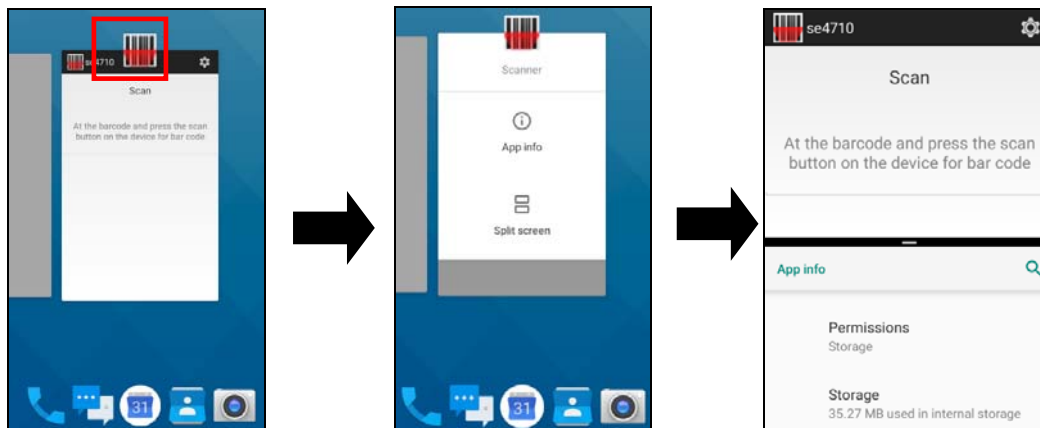 se4710
Scan
At the barcode and press the scan
button on the device for bar code
31
Scanner
App info
Split screen
31
se4710
Scan
At the barcode and press the scan
button on the device for bar code
App info
Permissions
Storage
Storage
35.27 MB used in internal storage